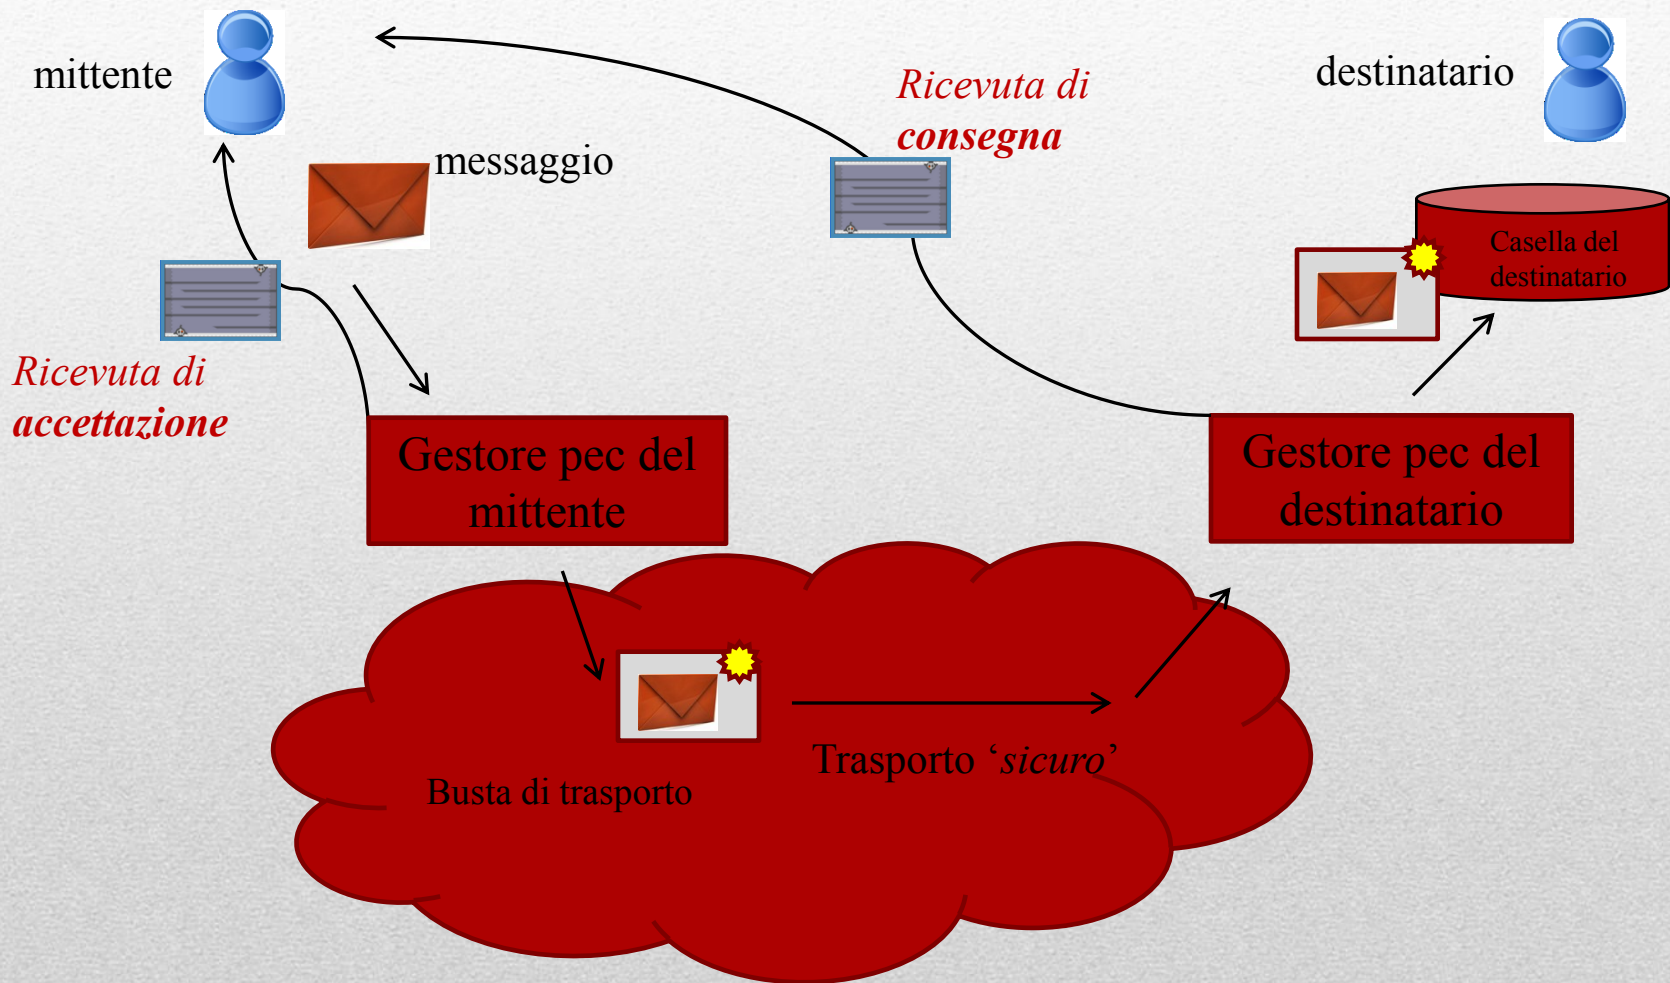 mittente
messaggio
Ricevuta di
consegna
destinatario
Casella del
destinatario
Ricevuta di
accettazione
Gestore pec del
mittente
Gestore pec del
destinatario
Trasporto ‘sicuro’
Busta di trasporto